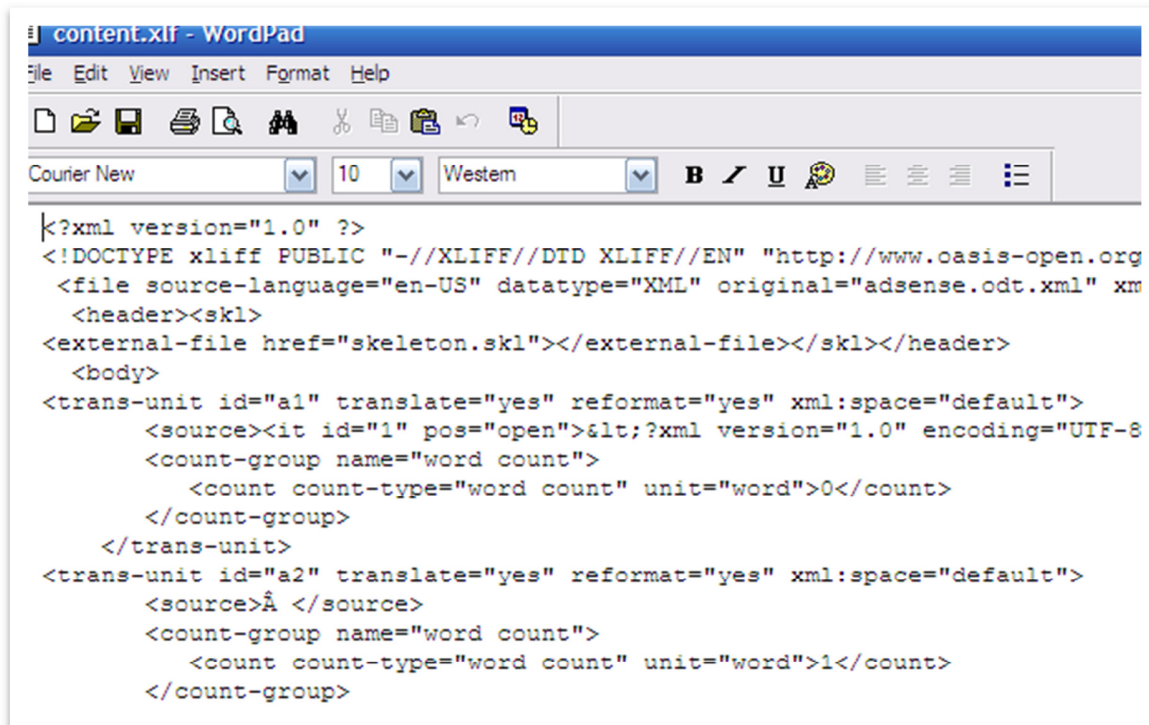 content.xlf - WordPad
File Edit View Insert Format Help
Courier New 10 Western B I U
<?xml version="1.0" ?>
<!DOCTYPE xliff PUBLIC "-//XLIFF//DTD XLIFF//EN" "http://www.oasis-open.org
<file source-language="en-US" datatype="XML" original="adsense.odt.xml" xm
<header><skl>
<external-file href="skeleton.skl"></external-file></skl></header>
<body>
<trans-unit id="a1" translate="yes" reformat="yes" xml:space="default">
<source><it id="1" pos="open">&lt;?xml version="1.0" encoding="UTF-8
<count-group name="word count">
<count count-type="word count" unit="word">0</count>
</count-group>
</trans-unit>
<trans-unit id="a2" translate="yes" reformat="yes" xml:space="default">
<source>Â </source>
<count-group name="word count">
<count count-type="word count" unit="word">1</count>
</count-group>